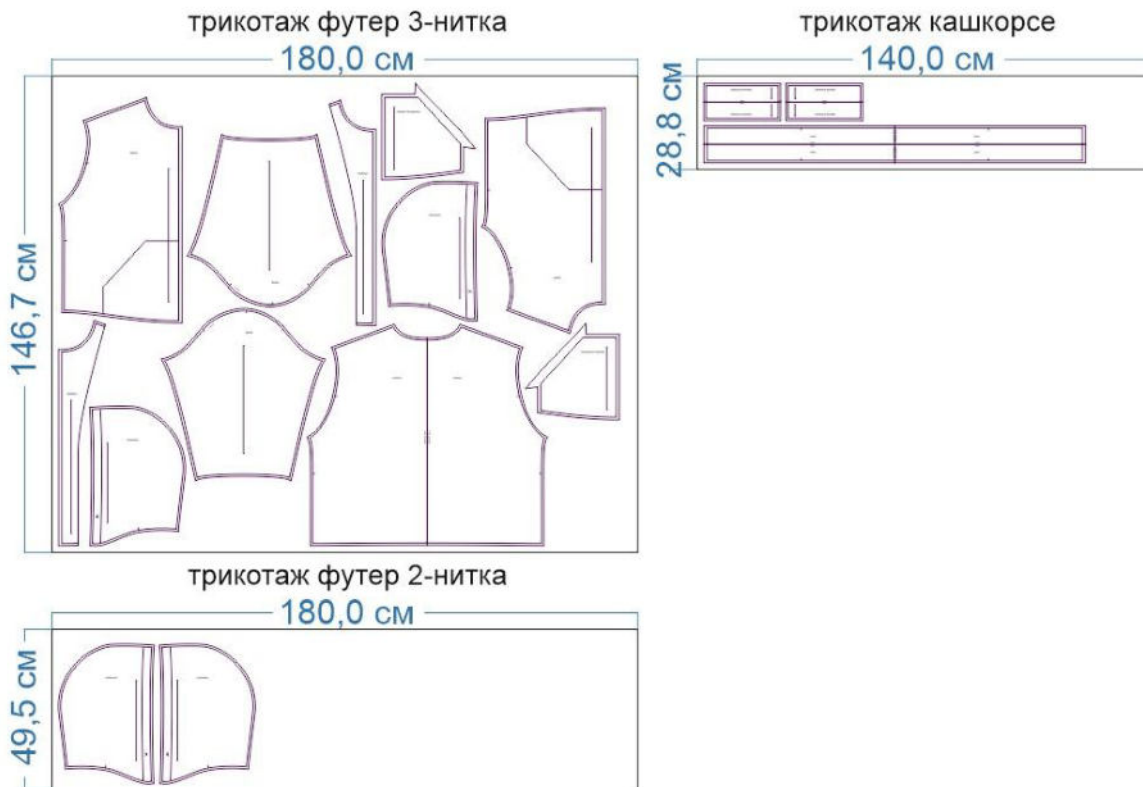 трикотаж футер 3-нитка
180,0 см
146,7 см
трикотаж кашкорсе
140,0 см
28,8 см
трикотаж футер 2-нитка
180,0 см
49,5 см